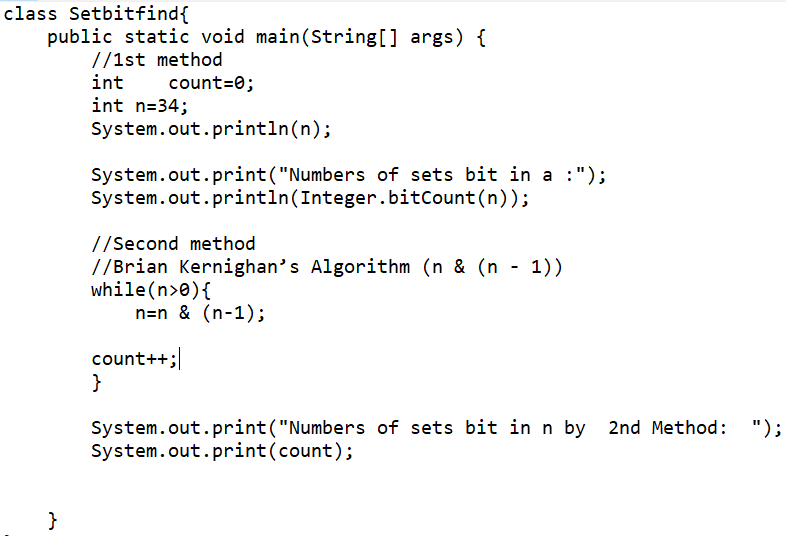 class Setbitfind{
    public static void main(String[] args) {
        //1st method
        int    count=0;
        int n=34;
        System.out.println(n);

        System.out.print("Numbers of sets bit in a :");
        System.out.println(Integer.bitCount(n));

        //Second method
        //Brian Kernighan’s Algorithm (n & (n - 1))
        while(n>0){
            n=n & (n-1);

        count++;
        }

        System.out.print("Numbers of sets bit in n by  2nd Method:  ");
        System.out.print(count);


    }